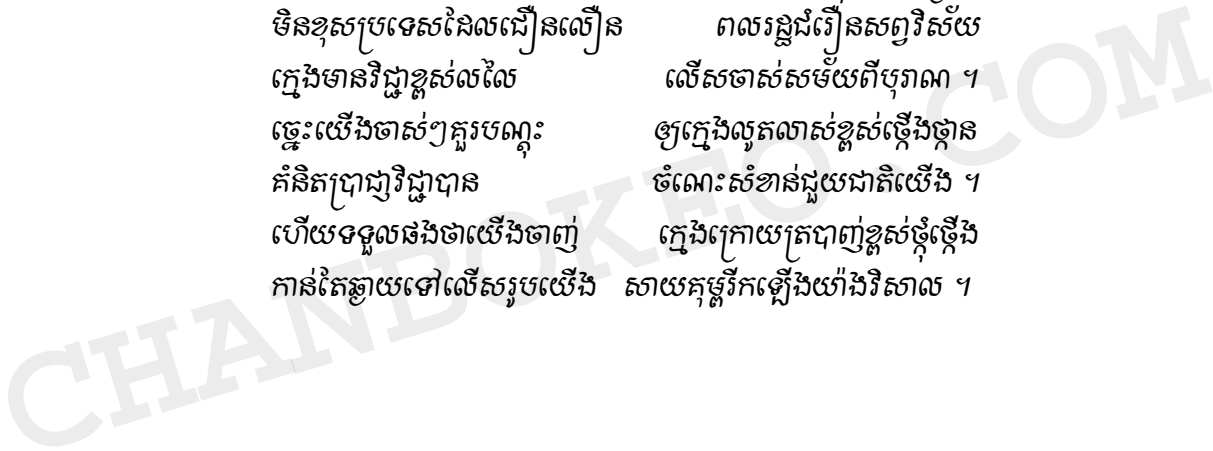 មិនខុសប្រទេសដែលជឿនលឿន ពលរដ្ឋជំរឿនសព្វវិស័យ
ក្មេងមានវិជ្ជាខ្ពស់លលៃ លើសចាស់សម័យពីបុរាណ ។
ច្នេះយើងចាស់ៗគួរបណ្តុះ ឲ្យក្មេងលូតលាស់ខ្ពស់ថ្កើងថ្កាន
គំនិតប្រាជ្ញាវិជ្ជាបាន ចំណេះសំខាន់ជួយជាតិយើង ។
ហើយទទួលផងថាយើងចាញ់ ក្មេងក្រោយត្របាញ់ខ្ពស់ថ្កុំថ្កើង
កាន់តែឆ្ងាយទៅលើសរូបយើង សាយគុម្ពរីកឡើងយ៉ាងវិសាល ។
CHANDOKEO.COM